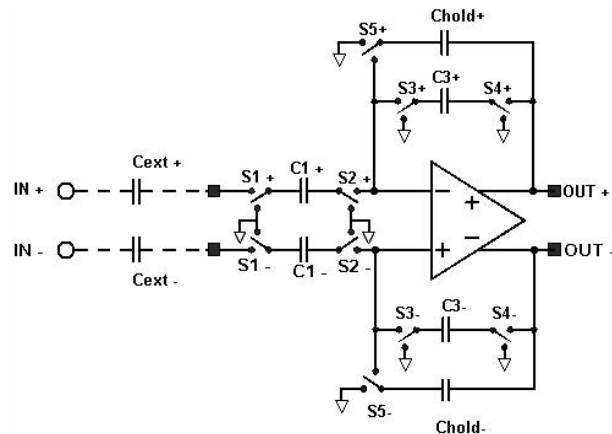 Chold+
S5+
C3+
S3+
S4+
Cext +
S1 +
C1 +
S2 +
IN +
OUT +
+
IN -
OUT -
+
S1 -
C1 -
S2 -
Cext -
C3-
S3-
S4-
S5-
Chold-